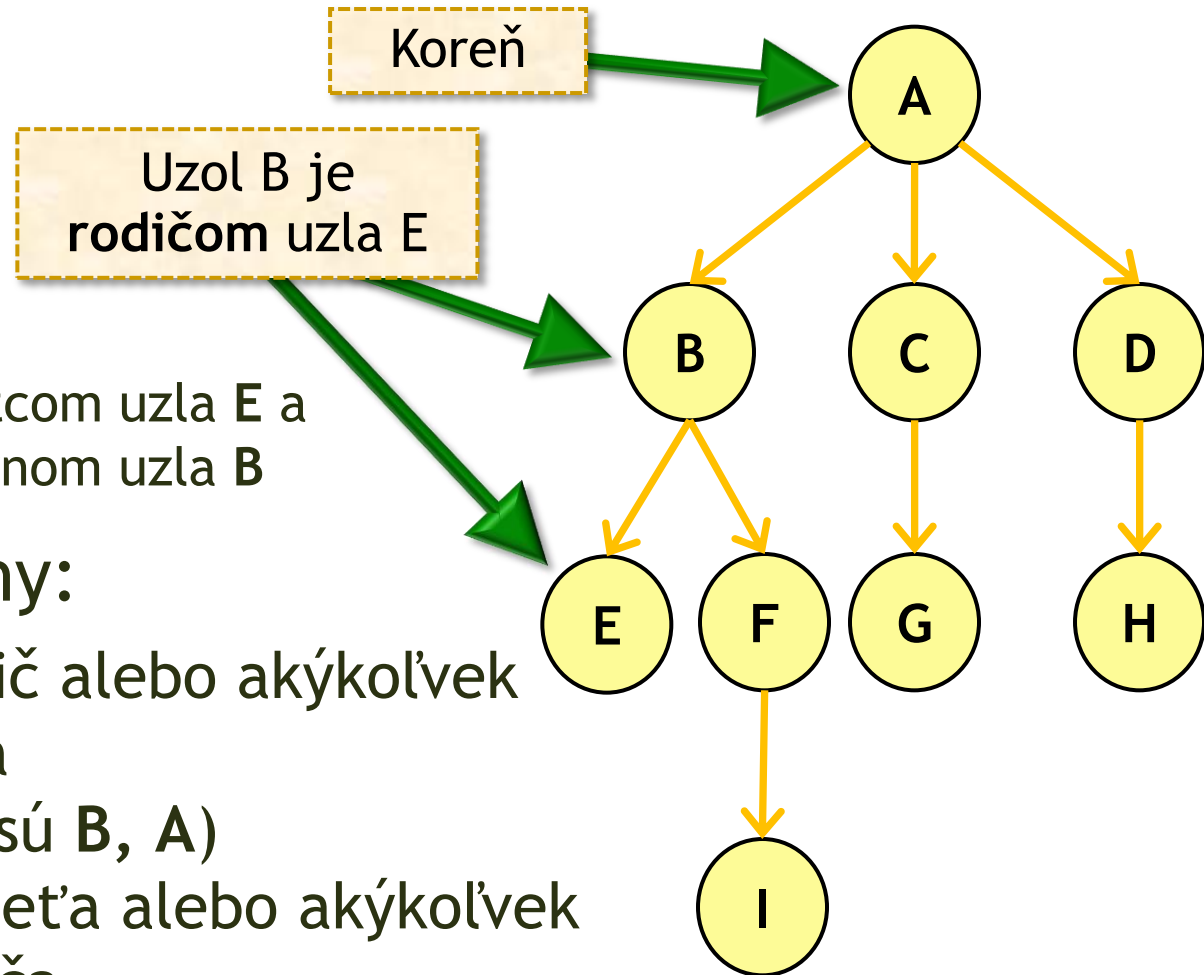 Koreň
A
Uzol B je
rodičom uzla E
B
C
D
com uzla E a
nom uzla B
ny:
E
F
G
H
ič alebo akýkoľvek
a
sú B, A)
I
eťa alebo akýkoľvek